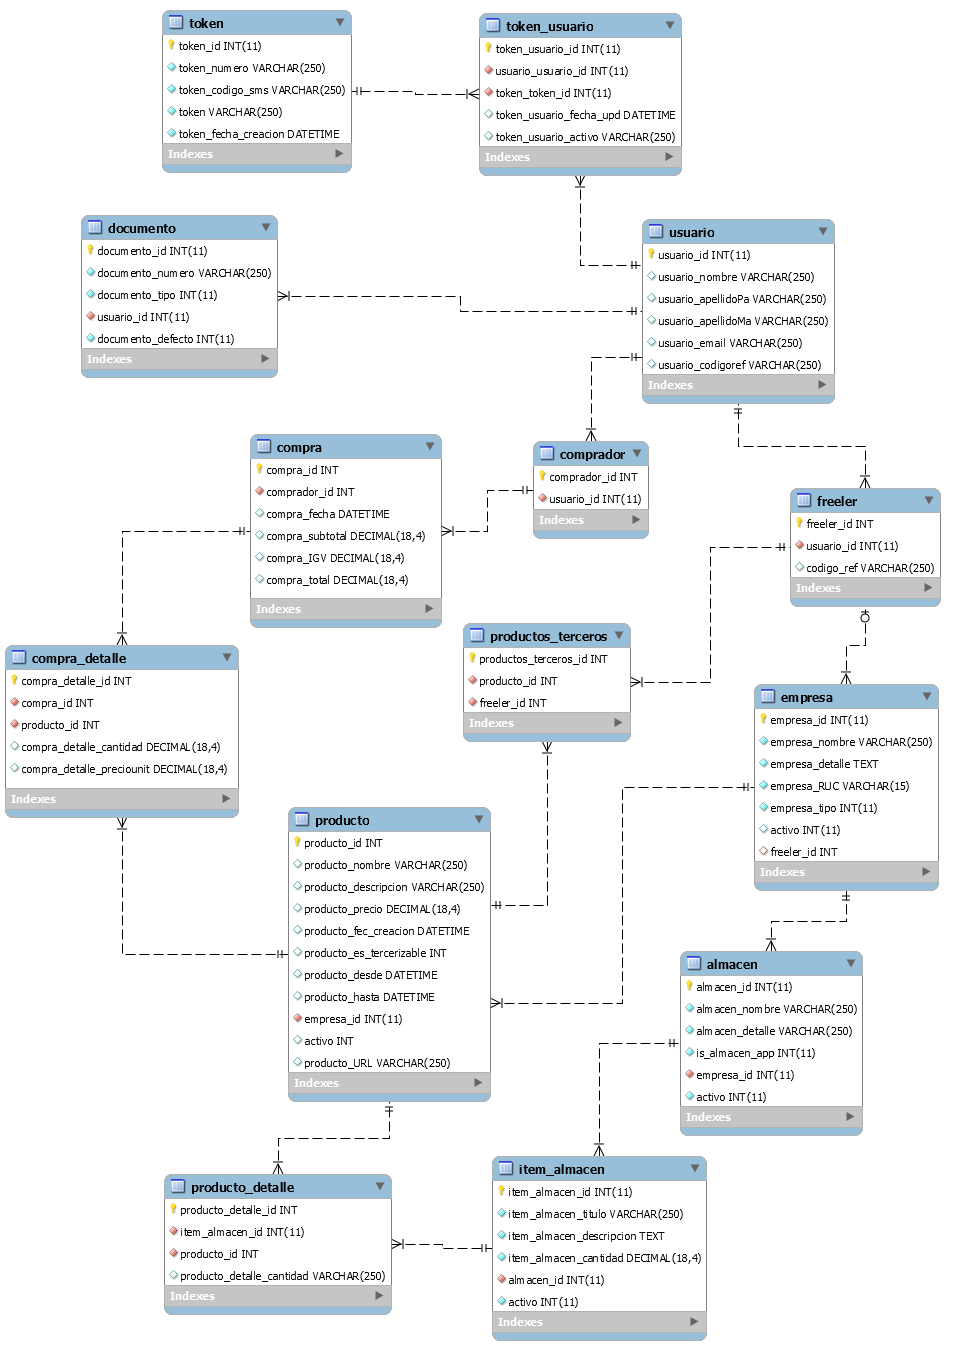 token
token_id INT(11)
token_numero VARCHAR(250)
token_codigo_sms VARCHAR(250)
token VARCHAR(250)
token_fecha_creacion DATETIME
Indexes
token_usuario
token_usuario_id INT(11)
usuario_usuario_id INT(11)
token_token_id INT(11)
token_usuario_fecha_upd DATETIME
token_usuario_activo VARCHAR(250)
Indexes
documento
documento_id INT(11)
documento_numero VARCHAR(250)
documento_tipo INT(11)
usuario_id INT(11)
documento_defecto INT(11)
Indexes
usuario
usuario_id INT(11)
usuario_nombre VARCHAR(250)
usuario_apellidoPa VARCHAR(250)
usuario_apellidoMa VARCHAR(250)
usuario_email VARCHAR(250)
usuario_codigoref VARCHAR(250)
Indexes
compra
compra_id INT
comprador_id INT
compra_fecha DATETIME
compra_subtotal DECIMAL(18,4)
compra_IGV DECIMAL(18,4)
compra_total DECIMAL(18,4)
Indexes
comprador
comprador_id INT
usuario_id INT(11)
Indexes
freeler
freeler_id INT
usuario_id INT(11)
codigo_ref VARCHAR(250)
Indexes
compra_detalle
compra_detalle_id INT
compra_id INT
producto_id INT
compra_detalle_cantidad DECIMAL(18,4)
compra_detalle_preciounit DECIMAL(18,4)
Indexes
productos_terceros
productos_terceros_id INT
producto_id INT
freeler_id INT
Indexes
empresa
empresa_id INT(11)
empresa_nombre VARCHAR(250)
empresa_detalle TEXT
empresa_RUC VARCHAR(15)
empresa_tipo INT(11)
activo INT(11)
freeler_id INT
Indexes
producto
producto_id INT
producto_nombre VARCHAR(250)
producto_descripcion VARCHAR(250)
producto_precio DECIMAL(18,4)
producto_fec_creacion DATETIME
producto_es_tercerizable INT
producto_desde DATETIME
producto_hasta DATETIME
empresa_id INT(11)
activo INT
producto_URL VARCHAR(250)
Indexes
almacen
almacen_id INT(11)
almacen_nombre VARCHAR(250)
almacen_detalle VARCHAR(250)
is_almacen_app INT(11)
empresa_id INT(11)
activo INT(11)
Indexes
producto_detalle
producto_detalle_id INT
item_almacen_id INT(11)
producto_id INT
producto_detalle_cantidad VARCHAR(250)
Indexes
item_almacen
item_almacen_id INT(11)
item_almacen_titulo VARCHAR(250)
item_almacen_descripcion TEXT
item_almacen_cantidad DECIMAL(18,4)
almacen_id INT(11)
activo INT(11)
Indexes